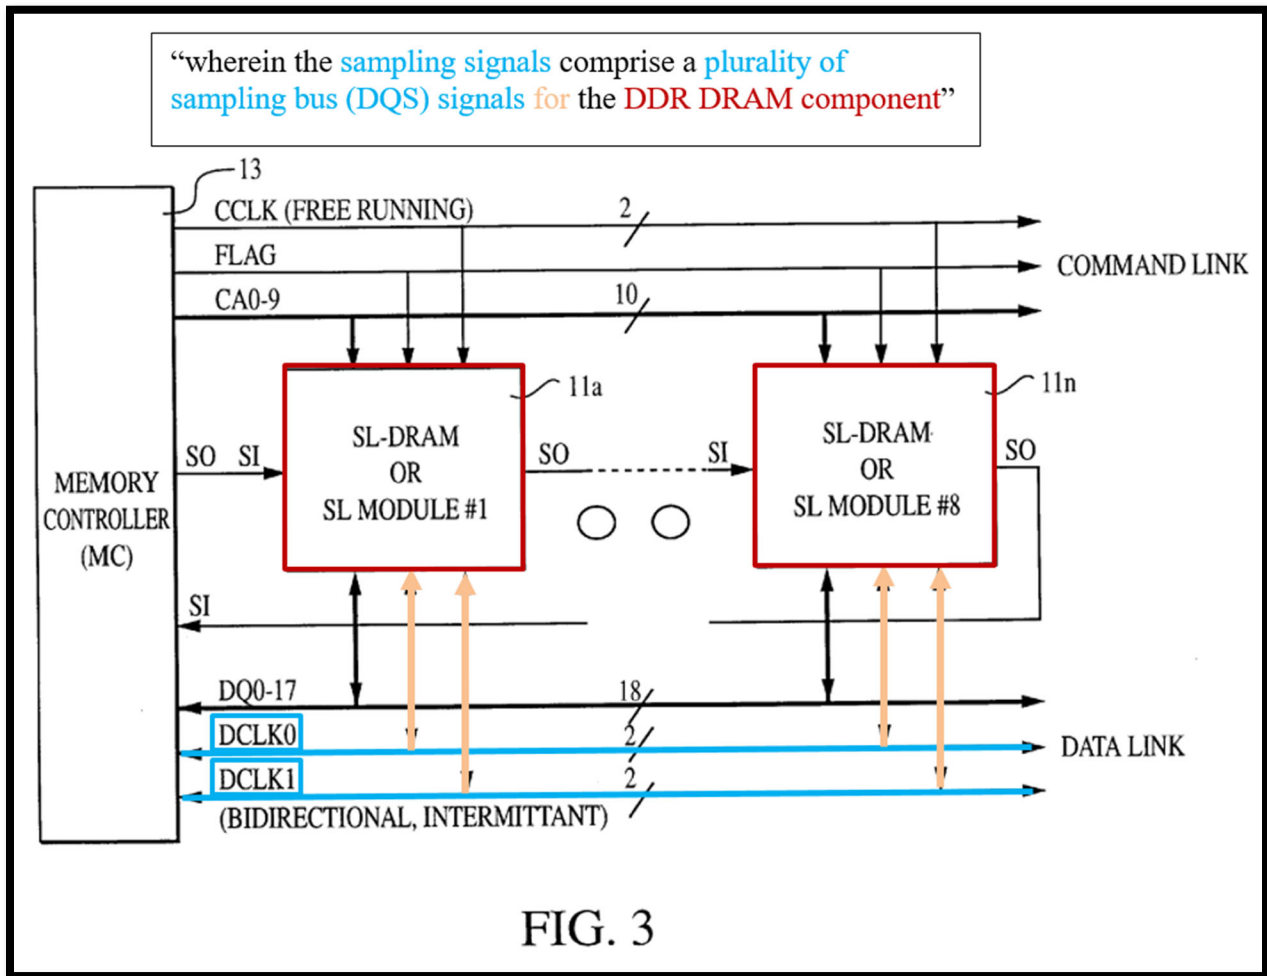 “wherein the sampling signals comprise a plurality of
sampling bus (DQS) signals for the DDR DRAM component”
13
CCLK (FREE RUNNING)
2
FLAG
COMMAND LINK
CA0-9
10
11a
11n
SL-DRAM
OR
SL MODULE #1
SL-DRAM
OR
SL MODULE #8
SO
SI
SO
SI
SO
MEMORY
CONTROLLER
(MC)
SI
DQ0-17
18
DCLK0
2
DATA LINK
DCLK1
2
(BIDIRECTIONAL, INTERMITTANT)
FIG. 3